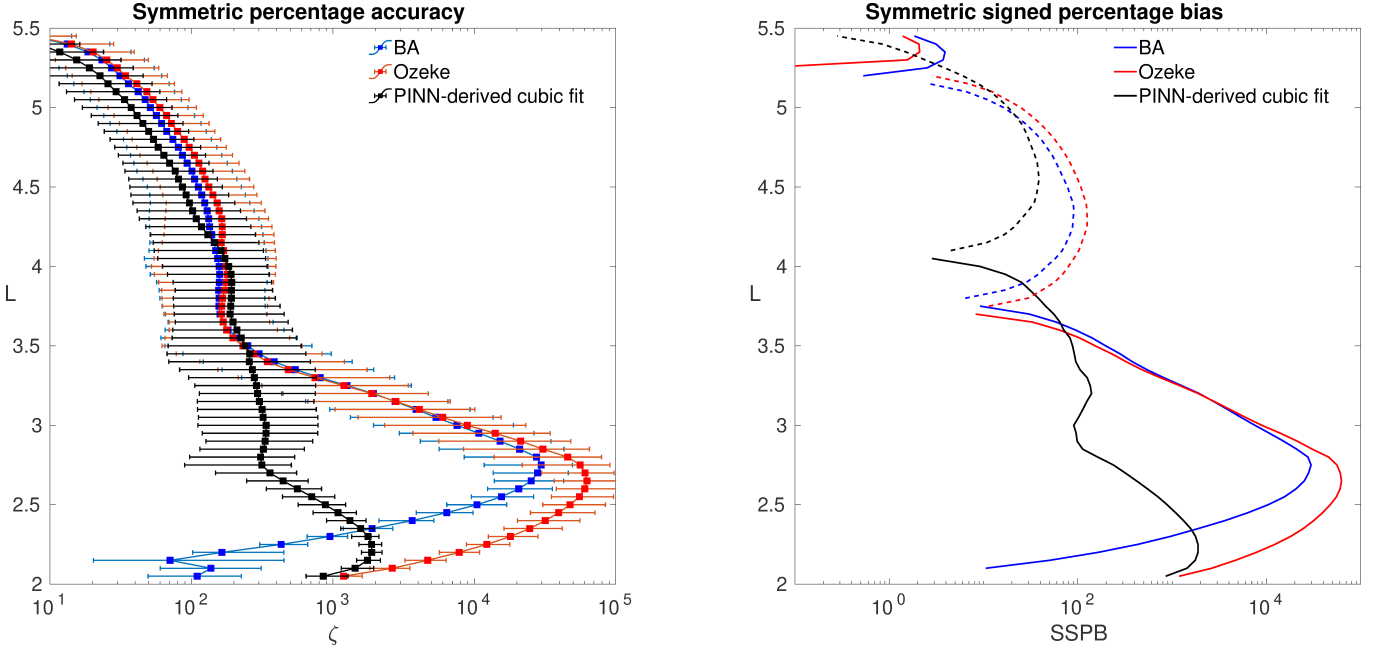 Symmetric percentage accuracy
BA
Ozeke
PINN-derived cubic fit
5.5
5
4.5
4
L
3.5
3
2.5
2
10^1
10^2
10^3
10^4
10^5
ζ
Symmetric signed percentage bias
BA
Ozeke
PINN-derived cubic fit
5.5
5
4.5
4
L
3.5
3
2.5
2
10^0
10^2
10^4
SSPB